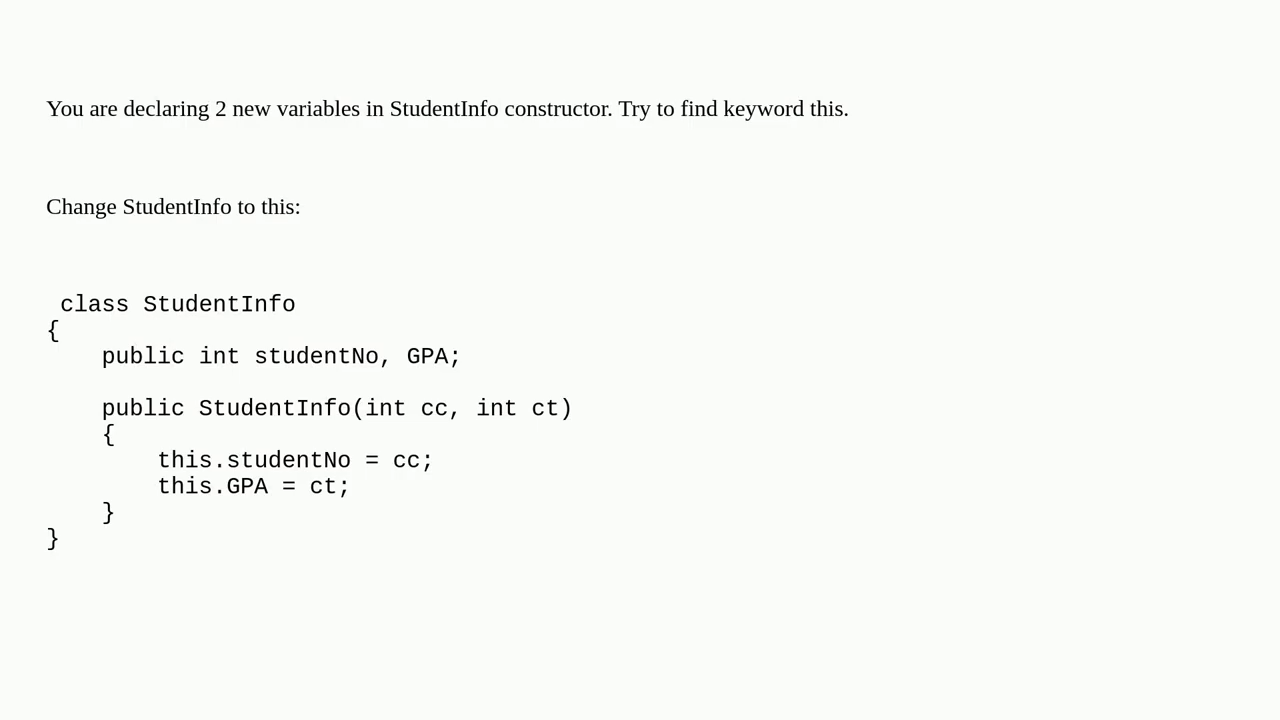 You are declaring 2 new variables in StudentInfo constructor. Try to find keyword this.
Change StudentInfo to this:
class StudentInfo
{
    public int studentNo, GPA;
    public StudentInfo(int cc, int ct)
    {
        this.studentNo = cc;
        this.GPA = ct;
    }
}